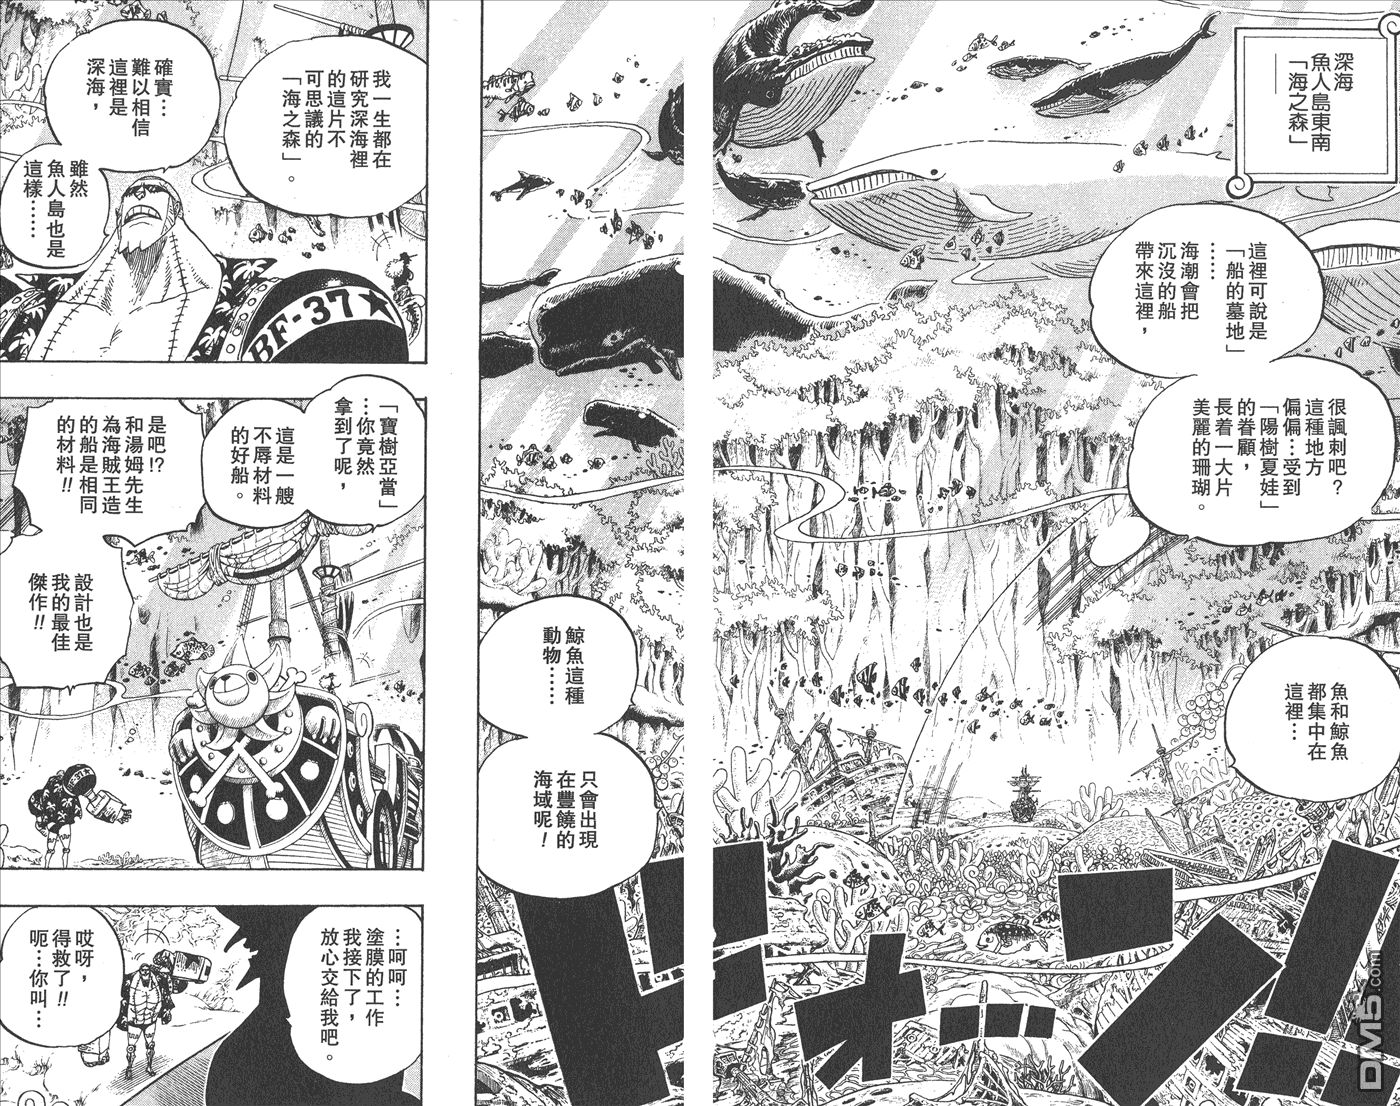 深海
魚人島東南
「海之森」
這裡可說是
「船的墓地」
……
海潮會把
沉沒的船
帶來這裡，
很諷刺吧？
這種地方
偏偏…受到
「陽樹夏娃」
的眷顧，
長着一大片
美麗的珊瑚。
魚和鯨魚
都集中在
這裡…
鯨魚這種
動物……
只會出現
在豐饒的
海域呢！
ドォン!!
我一生都在
研究深海裡
的這片不
可思議的
「海之森」。
確實…
難以相信
這裡是
深海，
雖然
魚人島也是
這樣……
BF-37★
「寶樹亞當」
…你竟然
拿到了呢，
這是一艘
不辱材料
的好船。
是吧!?
和湯姆先生
為海賊王造
的船是相同
的材料!!
設計也是
我的最佳
傑作!!
…呵呵…
塗膜的工作
我接下了，
放心交給我吧。
哎呀，
得救了!!
呃…你叫…
DM5.com